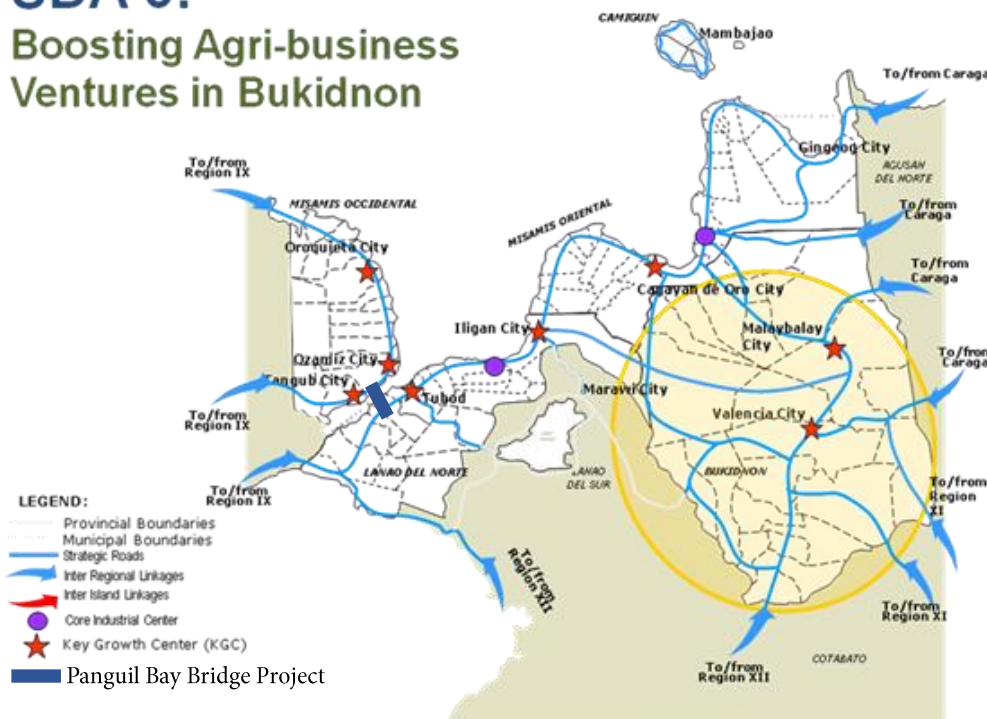 Boosting Agri-business
Ventures in Bukidnon
CAMIGUIN
Mambajao
To/from Caraga
Gingoog City
AGUSAN
DEL NORTE
To/from
Region IX
MISAMIS OCCIDENTAL
MISAMIS ORIENTAL
To/from
Caraga
Oroquieta City
To/from
Caraga
Cagayan de Oro City
Iligan City
Malaybalay
City
Ozamiz City
To/from
Caraga
Tangub City
Tubod
Marawi City
Valencia City
To/from
Region IX
LANAO DEL NORTE
LANAO
DEL SUR
BUKIDNON
To/from
Region IX
To/from
Region
XI
LEGEND:
Provincial Boundaries
Municipal Boundaries
Strategic Roads
Inter Regional Linkages
Inter Island Linkages
Core Industrial Center
Key Growth Center (KGC)
Panguil Bay Bridge Project
To/from
Region XII
To/from
Region XI
To/from
Region XII
COTABATO